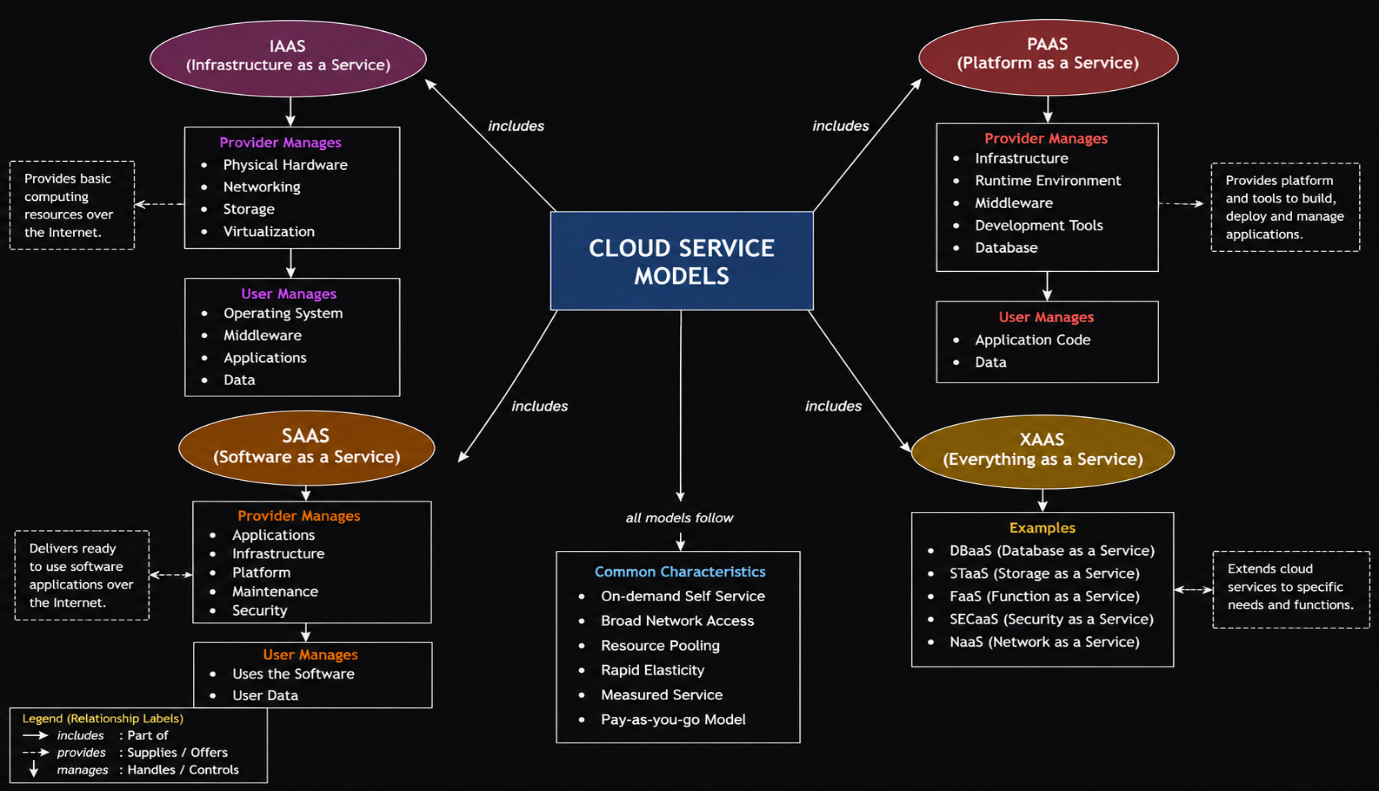 IAAS
(Infrastructure as a Service)
Provider Manages
• Physical Hardware
• Networking
• Storage
• Virtualization
Provides basic
computing
resources over
the Internet.
User Manages
• Operating System
• Middleware
• Applications
• Data
includes
includes
CLOUD SERVICE
MODELS
PAAS
(Platform as a Service)
Provider Manages
• Infrastructure
• Runtime Environment
• Middleware
• Development Tools
• Database
Provides platform
and tools to build,
deploy and manage
applications.
User Manages
• Application Code
• Data
includes
includes
SAAS
(Software as a Service)
Provider Manages
• Applications
• Infrastructure
• Platform
• Maintenance
• Security
Delivers ready
to use software
applications over
the Internet.
User Manages
• Uses the Software
• User Data
all models follow
Common Characteristics
• On-demand Self Service
• Broad Network Access
• Resource Pooling
• Rapid Elasticity
• Measured Service
• Pay-as-you-go Model
XAAS
(Everything as a Service)
Examples
• DBaaS (Database as a Service)
• STaaS (Storage as a Service)
• FaaS (Function as a Service)
• SECaaS (Security as a Service)
• NaaS (Network as a Service)
Extends cloud
services to specific
needs and functions.
Legend (Relationship Labels)
includes : Part of
provides : Supplies / Offers
manages : Handles / Controls